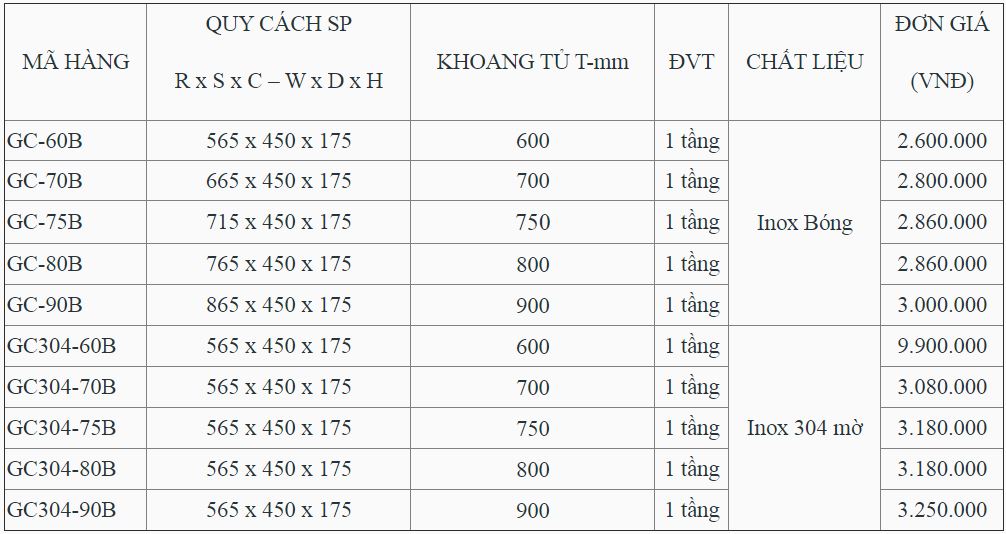 MÃ HÀNG QUY CÁCH SP R x S x C – W x D x H KHOANG TỦ T-mm ĐVT CHẤT LIỆU ĐƠN GIÁ (VNĐ)
GC-60B 565 x 450 x 175 600 1 tầng 2.600.000
GC-70B 665 x 450 x 175 700 1 tầng 2.800.000
GC-75B 715 x 450 x 175 750 1 tầng Inox Bóng 2.860.000
GC-80B 765 x 450 x 175 800 1 tầng 2.860.000
GC-90B 865 x 450 x 175 900 1 tầng 3.000.000
GC304-60B 565 x 450 x 175 600 1 tầng 9.900.000
GC304-70B 565 x 450 x 175 700 1 tầng 3.080.000
GC304-75B 565 x 450 x 175 750 1 tầng Inox 304 mờ 3.180.000
GC304-80B 565 x 450 x 175 800 1 tầng 3.180.000
GC304-90B 565 x 450 x 175 900 1 tầng 3.250.000